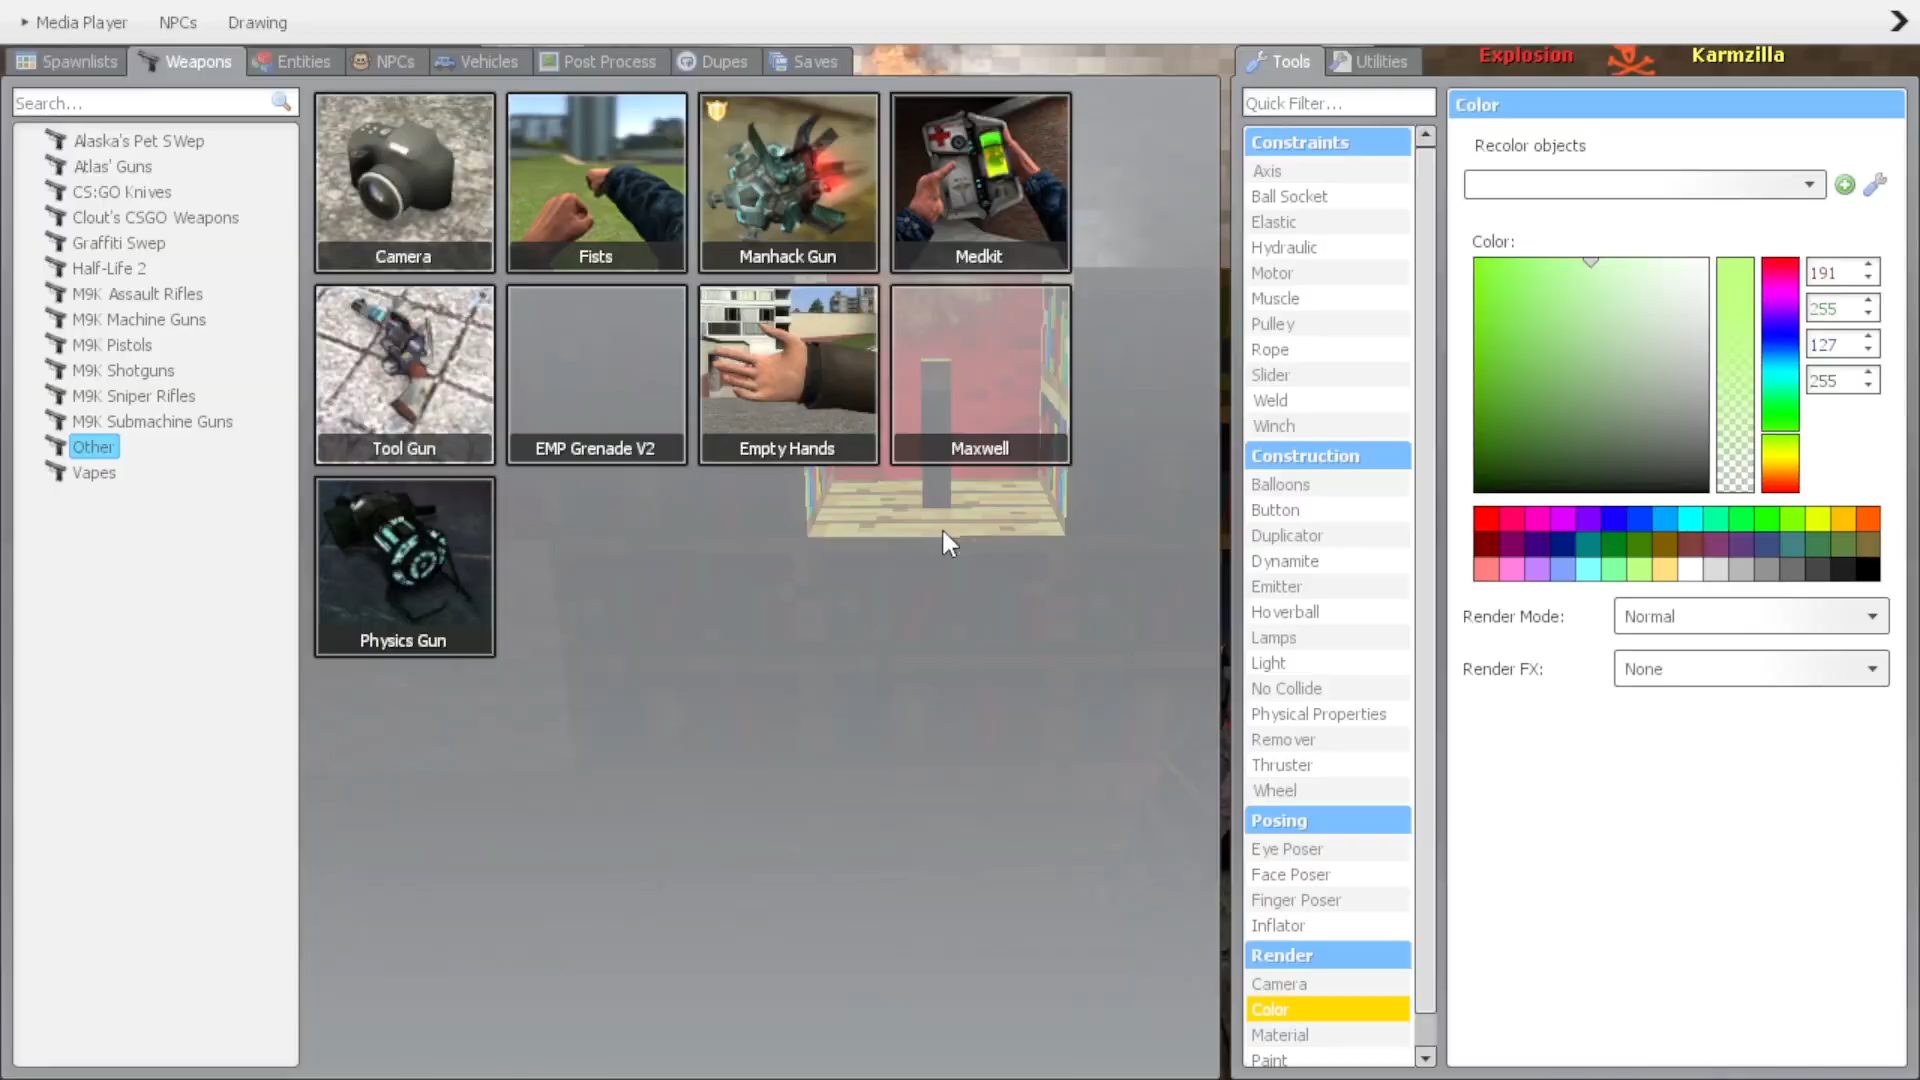 Media Player NPCs Drawing
Explosion Karmzilla
Spawnlists Weapons Entities NPCs Vehicles Post Process Dupes Saves
Tools Utilities
Search...
Alaska's Pet SWep
Atlas' Guns
CS:GO Knives
Clout's CSGO Weapons
Graffiti Swep
Half-Life 2
M9K Assault Rifles
M9K Machine Guns
M9K Pistols
M9K Shotguns
M9K Sniper Rifles
M9K Submachine Guns
Other
Vapes
Camera
Fists
Manhack Gun
Medkit
Tool Gun
EMP Grenade V2
Empty Hands
Maxwell
Physics Gun
Quick Filter...
Constraints
Axis
Ball Socket
Elastic
Hydraulic
Motor
Muscle
Pulley
Rope
Slider
Weld
Winch
Construction
Balloons
Button
Duplicator
Dynamite
Emitter
Hoverball
Lamps
Light
No Collide
Physical Properties
Remover
Thruster
Wheel
Posing
Eye Poser
Face Poser
Finger Poser
Inflator
Render
Camera
Color
Material
Paint
Color
Recolor objects
Color:
191
255
127
255
Render Mode: Normal
Render FX: None